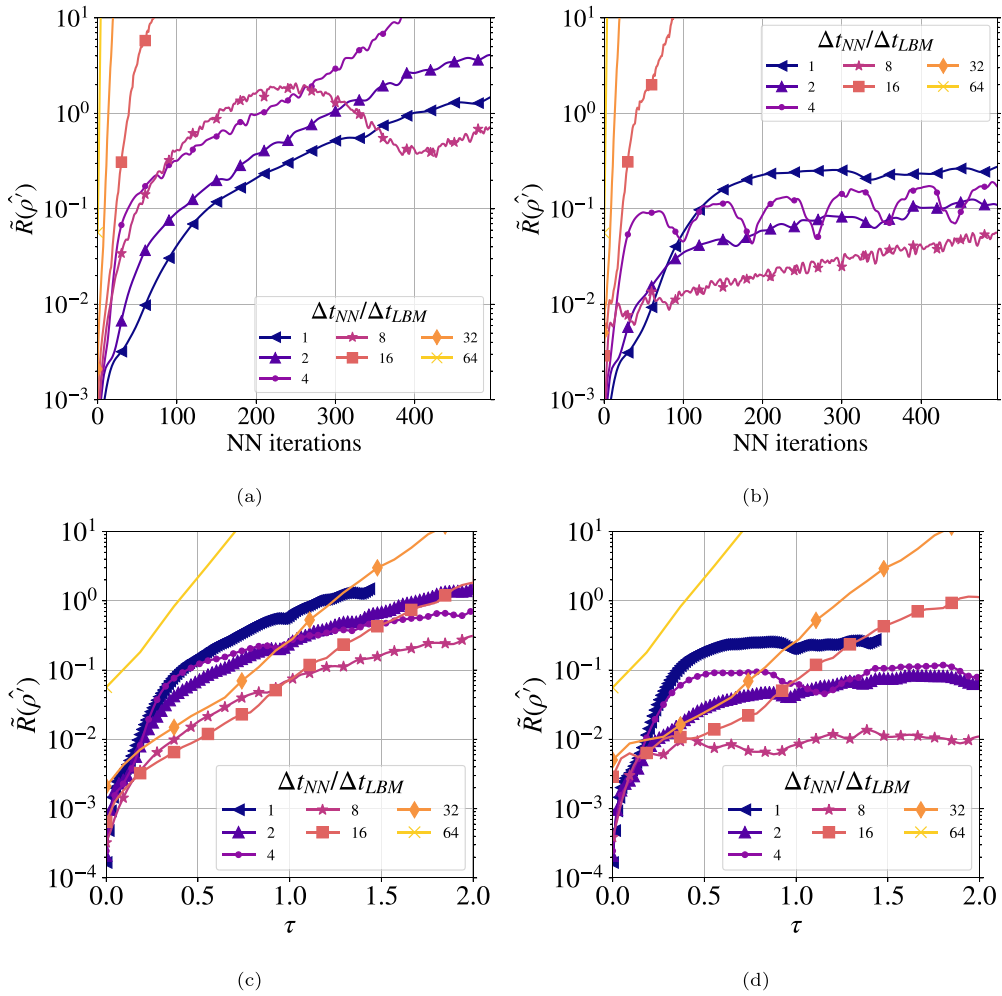 10^1
10^0
10^-1
10^-2
10^-3
R̃(ρ̂′)
Δt_NN/Δt_LBM
1 8 32
2 16 64
4
0 100 200 300 400
NN iterations
(a)
10^1
10^0
10^-1
10^-2
10^-3
R̃(ρ̂′)
Δt_NN/Δt_LBM
1 8 32
2 16 64
4
0 100 200 300 400
NN iterations
(b)
10^1
10^0
10^-1
10^-2
10^-3
10^-4
R̃(ρ̂′)
Δt_NN/Δt_LBM
1 8 32
2 16 64
4
0.0 0.5 1.0 1.5 2.0
τ
(c)
10^1
10^0
10^-1
10^-2
10^-3
10^-4
R̃(ρ̂′)
Δt_NN/Δt_LBM
1 8 32
2 16 64
4
0.0 0.5 1.0 1.5 2.0
τ
(d)